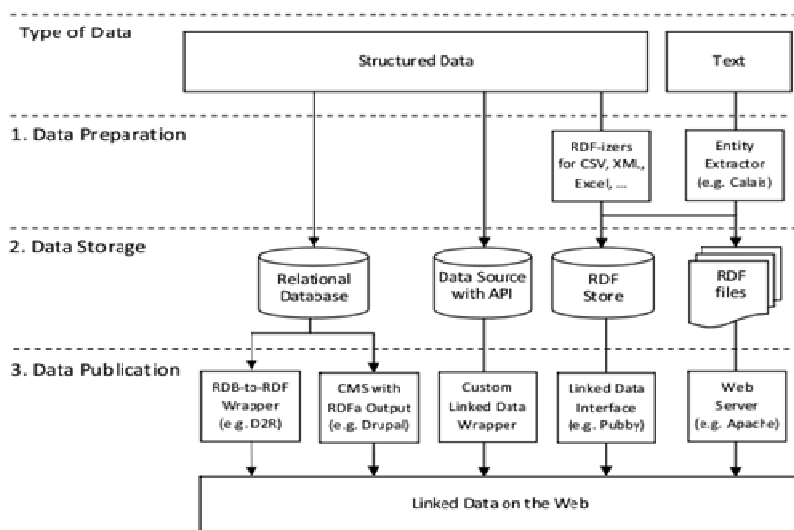 Type of Data
Structured Data
Text
1. Data Preparation
RDF-izers
for CSV, XML,
Excel, ...
Entity
Extractor
(e.g. Calais)
2. Data Storage
Relational
Database
Data Source
with API
RDF
Store
RDF
files
3. Data Publication
RDB-to-RDF
Wrapper
(e.g. D2R)
CMS with
RDFa Output
(e.g. Drupal)
Custom
Linked Data
Wrapper
Linked Data
Interface
(e.g. Pubby)
Web
Server
(e.g. Apache)
Linked Data on the Web